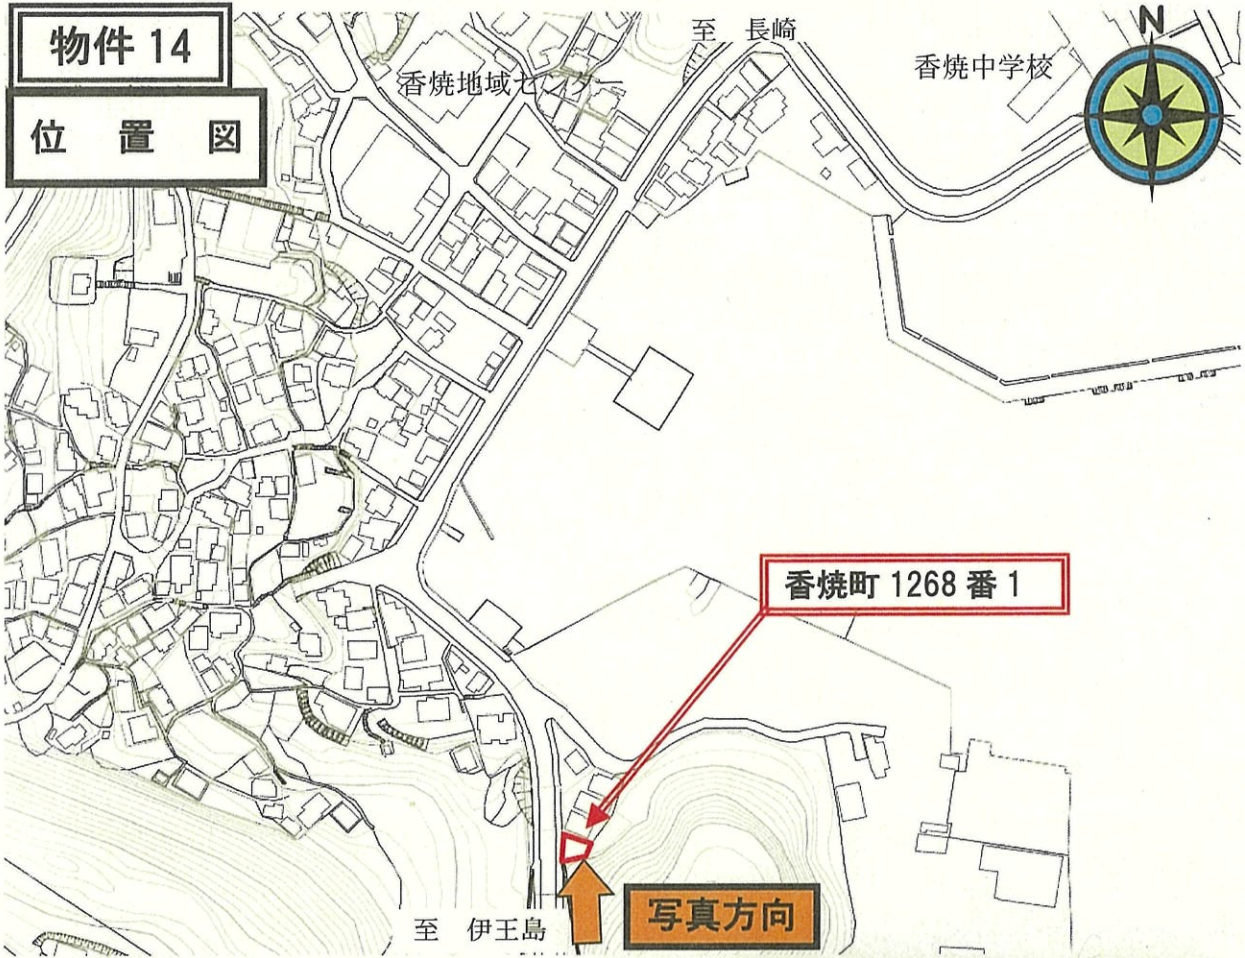 物件 14
位 置 図
至 長崎
香焼中学校
香焼地域センター
N
香焼町 1268 番 1
写真方向
至 伊王島